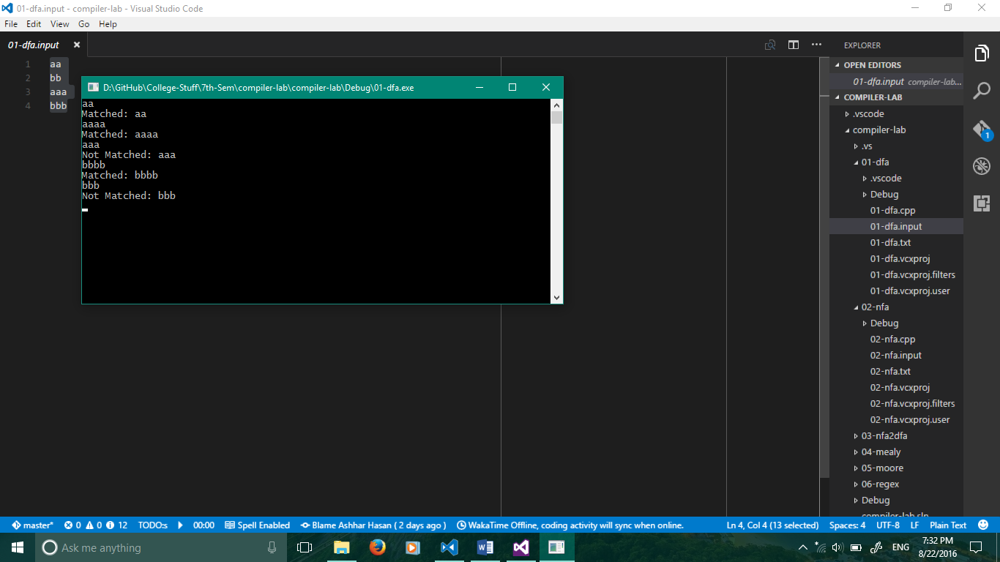 01-dfa.input - compiler-lab - Visual Studio Code
File Edit View Go Help
01-dfa.input
1 aa
2 bb
3 aaa
4 bbb
D:\GitHub\College-Stuff\7th-Sem\compiler-lab\compiler-lab\Debug\01-dfa.exe
aa
Matched: aa
aaaa
Matched: aaaa
aaa
Not Matched: aaa
bbbb
Matched: bbbb
bbb
Not Matched: bbb
EXPLORER
OPEN EDITORS
01-dfa.input compiler-lab...
COMPILER-LAB
.vscode
compiler-lab
.vs
01-dfa
.vscode
Debug
01-dfa.cpp
01-dfa.input
01-dfa.txt
01-dfa.vcxproj
01-dfa.vcxproj.filters
01-dfa.vcxproj.user
02-nfa
Debug
02-nfa.cpp
02-nfa.input
02-nfa.txt
02-nfa.vcxproj
02-nfa.vcxproj.filters
02-nfa.vcxproj.user
03-nfa2dfa
04-mealy
05-moore
06-regex
Debug
compiler-lab.sln
1
master* 0 0 12 TODO:s 00:00 Spell Enabled Blame Ashhar Hasan ( 2 days ago ) WakaTime Offline, coding activity will sync when online. Ln 4, Col 4 (13 selected) Spaces: 4 UTF-8 LF Plain Text
Ask me anything
ENG
7:32 PM
8/22/2016